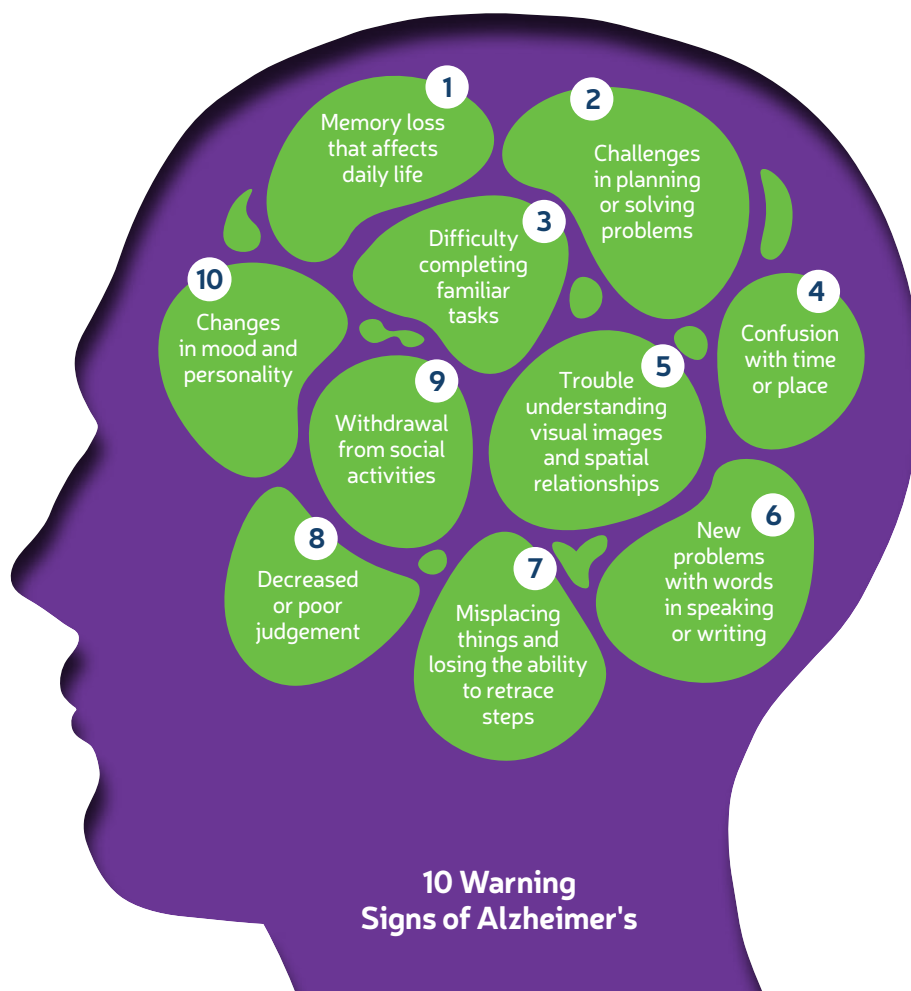 1
Memory loss
that affects
daily life
2
Challenges
in planning
or solving
problems
3
Difficulty
completing
familiar
tasks
4
Confusion
with time
or place
5
Trouble
understanding
visual images
and spatial
relationships
6
New
problems
with words
in speaking
or writing
7
Misplacing
things and
losing the ability
to retrace
steps
8
Decreased
or poor
judgement
9
Withdrawal
from social
activities
10
Changes
in mood and
personality
10 Warning
Signs of Alzheimer's